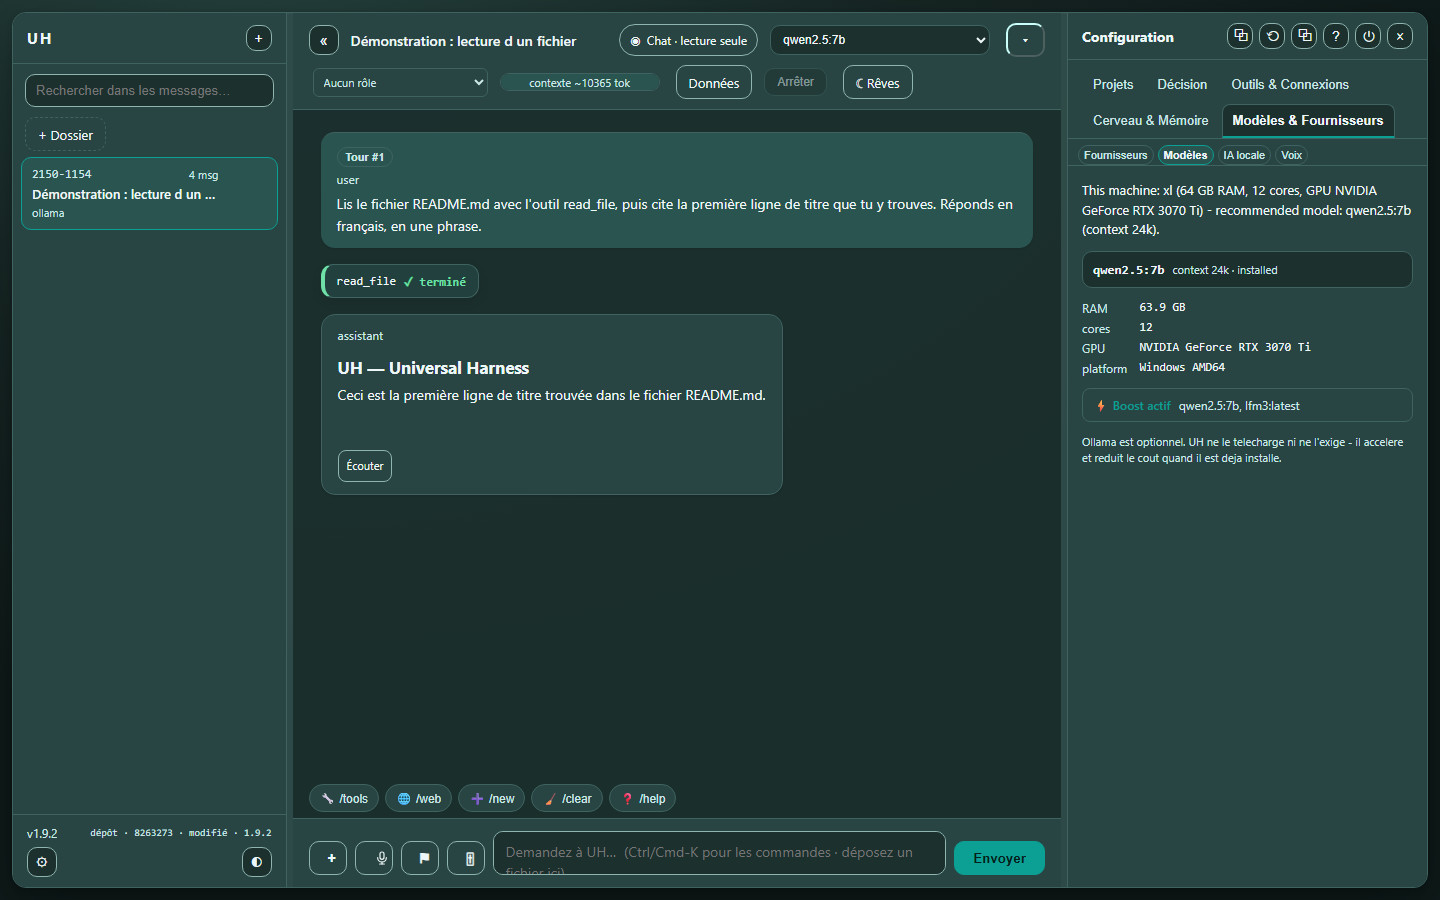 UH
+
Rechercher dans les messages...
+ Dossier
2150-1154
4 msg
Démonstration : lecture d un ...
ollama
v1.9.2
dépôt · 8263273 · modifié · 1.9.2
«
Démonstration : lecture d un fichier
Chat · lecture seule
qwen2.5:7b
Aucun rôle
contexte ~10365 tok
Données
Arrêter
Rêves
Tour #1
user
Lis le fichier README.md avec l'outil read_file, puis cite la première ligne de titre que tu y trouves. Réponds en
français, en une phrase.
read_file ✓ terminé
assistant
UH — Universal Harness
Ceci est la première ligne de titre trouvée dans le fichier README.md.
Écouter
/tools
/web
/new
/clear
/help
+
Demandez à UH... (Ctrl/Cmd-K pour les commandes · déposez un
fichier ici)
Envoyer
Configuration
?
x
Projets
Décision
Outils & Connexions
Cerveau & Mémoire
Modèles & Fournisseurs
Fournisseurs
Modèles
IA locale
Voix
This machine: xl (64 GB RAM, 12 cores, GPU NVIDIA
GeForce RTX 3070 Ti) - recommended model: qwen2.5:7b
(context 24k).
qwen2.5:7b context 24k · installed
RAM 63.9 GB
cores 12
GPU NVIDIA GeForce RTX 3070 Ti
platform Windows AMD64
Boost actif qwen2.5:7b, lfm3:latest
Ollama est optionnel. UH ne le telecharge ni ne l'exige - il accelere
et reduit le cout quand il est deja installe.